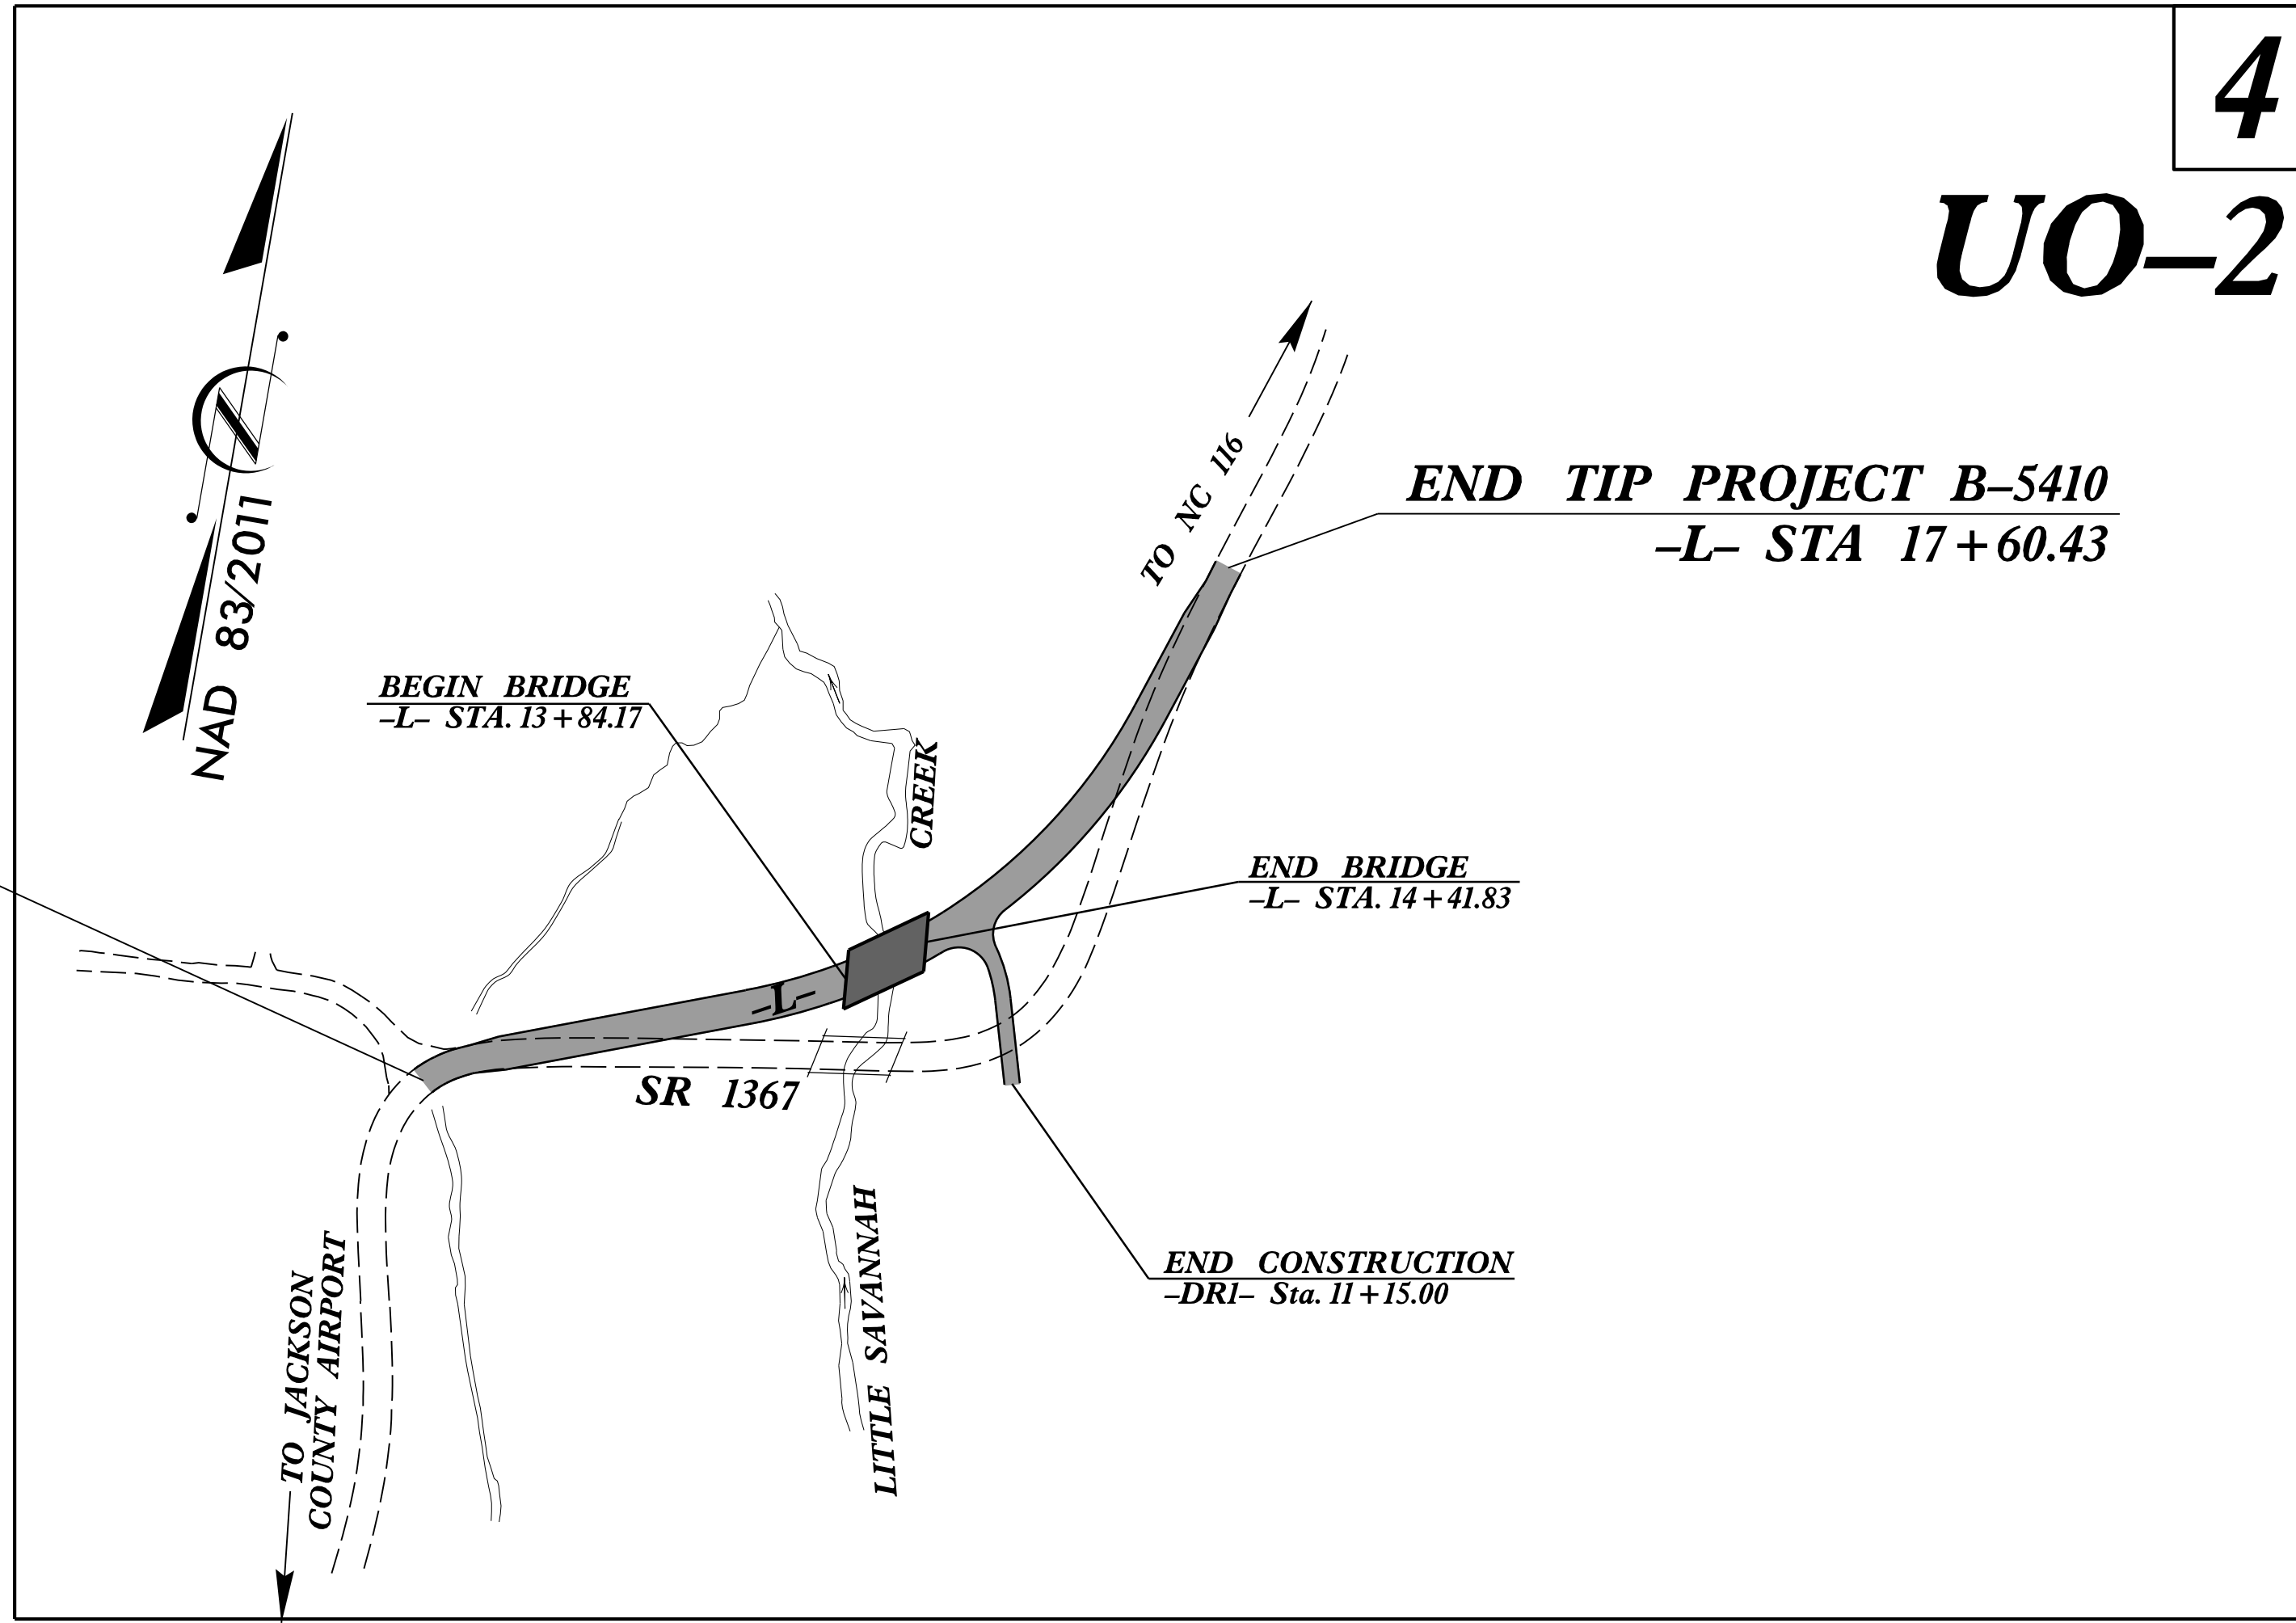 4
UO–2
NAD 83/2011
N
TO NC 116
END TIP PROJECT B–5410
–L– STA 17+60.43
BEGIN BRIDGE
–L– STA. 13+84.17
CREEK
END BRIDGE
–L– STA. 14+41.83
–L–
SR 1367
LITTLE SAVANNAH
END CONSTRUCTION
–DR1– Sta. 11+15.00
TO JACKSON
COUNTY AIRPORT